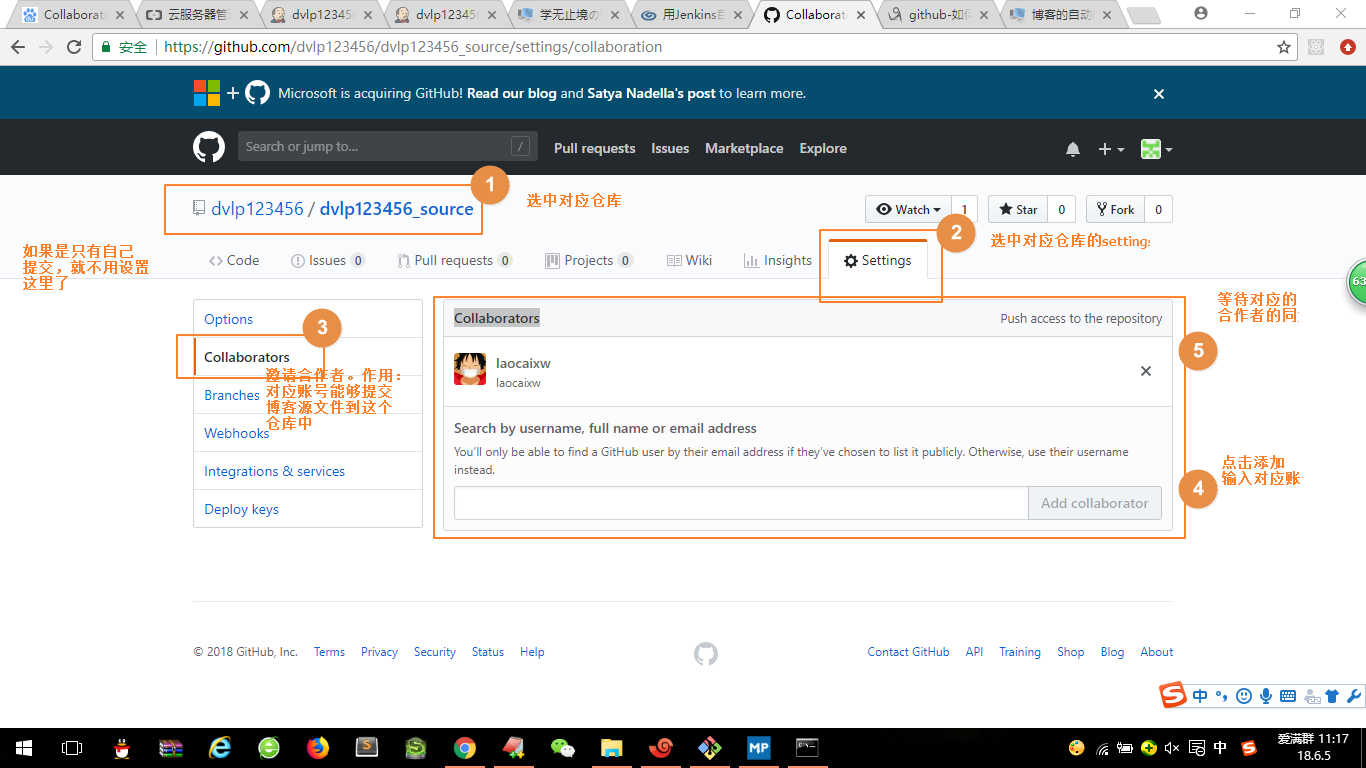 Collaborat
云服务器管
dvlp12345
dvlp12345
学无止境の
用Jenkins自
Collaborat
github-如何
博客的自动
安全 https://github.com/dvlp123456/dvlp123456_source/settings/collaboration
Microsoft is acquiring GitHub! Read our blog and Satya Nadella's post to learn more.
Search or jump to... /
Pull requests Issues Marketplace Explore
dvlp123456 / dvlp123456_source
1
选中对应仓库
Watch 1
Star 0
Fork 0
2
选中对应仓库的settings
如果是只有自己
提交，就不用设置
这里了
Code
Issues 0
Pull requests 0
Projects 0
Wiki
Insights
Settings
Options
3
Collaborators
邀请合作者。作用：
对应账号能够提交
博客源文件到这个
仓库中
Branches
Webhooks
Integrations & services
Deploy keys
Collaborators
Push access to the repository
等待对应的
合作者的同
5
laocaixw
laocaixw
Search by username, full name or email address
You'll only be able to find a GitHub user by their email address if they've chosen to list it publicly. Otherwise, use their username
instead.
Add collaborator
4
点击添加
输入对应账
63
© 2018 GitHub, Inc. Terms Privacy Security Status Help
Contact GitHub API Training Shop Blog About
中
MP
中
爱满群 11:17
18.6.5